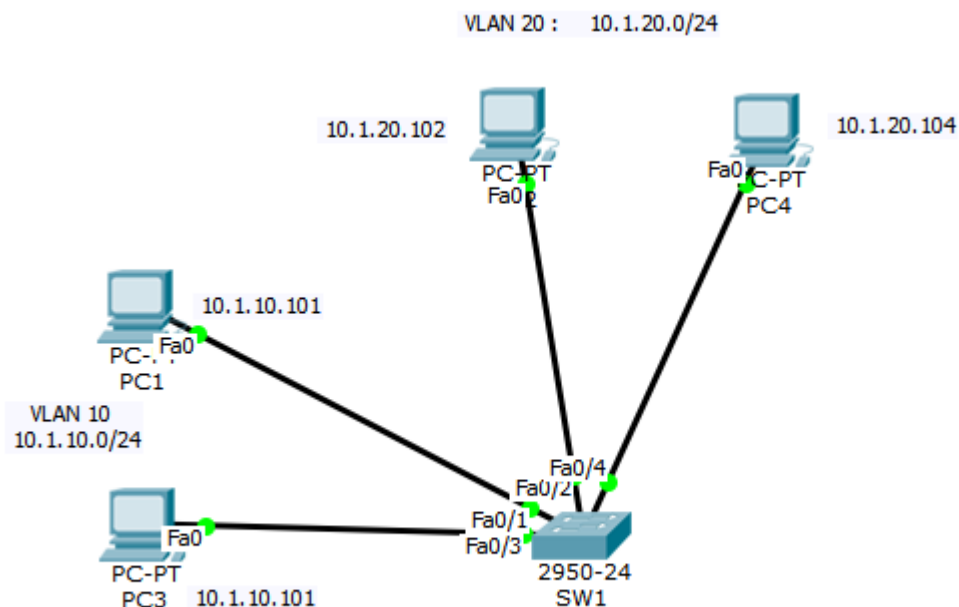 VLAN 20 : 10.1.20.0/24
10.1.20.102
PC-PT
Fa0
2
10.1.20.104
Fa0
C-PT
PC4
10.1.10.101
Fa0
PC1
VLAN 10
10.1.10.0/24
Fa0
PC-PT
PC3
10.1.10.101
Fa0/4
Fa0/2
Fa0/1
Fa0/3
2950-24
SW1